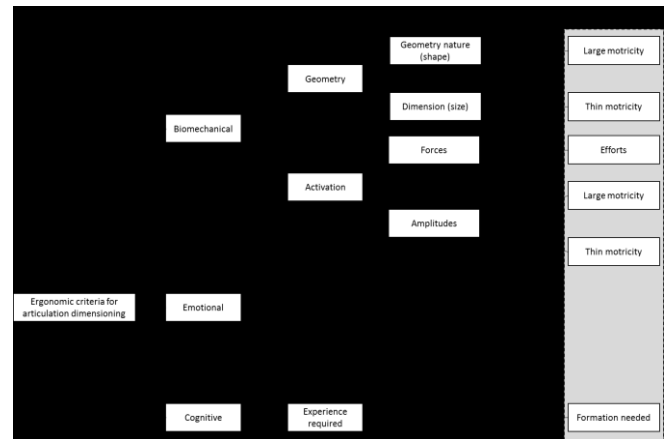 Geometry nature
(shape)
Large motricity
Geometry
Dimension (size)
Thin motricity
Biomechanical
Forces
Efforts
Activation
Large motricity
Amplitudes
Thin motricity
Ergonomic criteria for
articulation dimensioning
Emotional
Cognitive
Experience
required
Formation needed